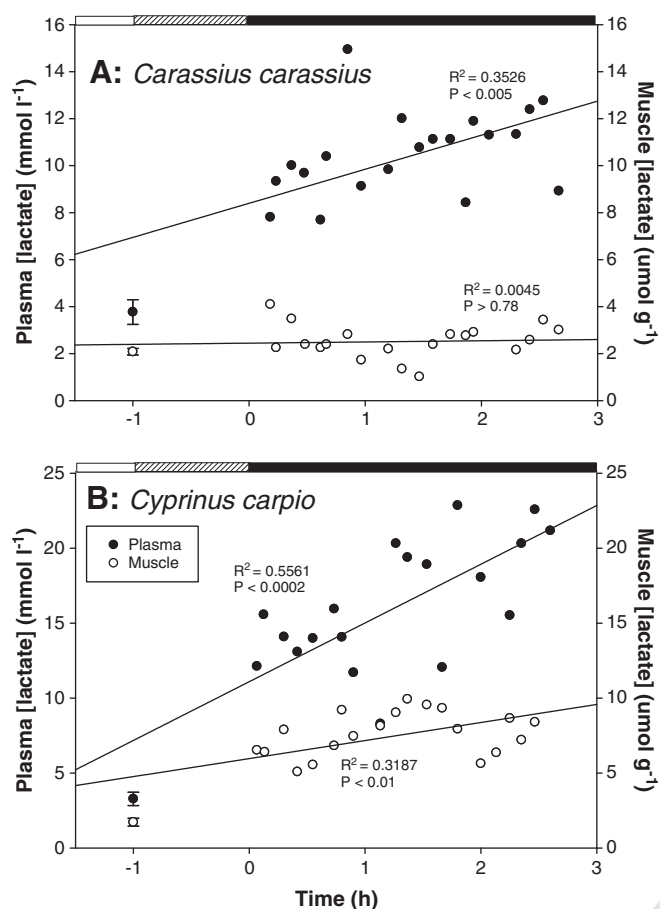 16
14
12
10
8
6
4
2
0
Plasma [lactate] (mmol l⁻¹)
A: Carassius carassius
R² = 0.3526
P < 0.005
R² = 0.0045
P > 0.78
16
14
12
10
8
6
4
2
0
Muscle [lactate] (umol g⁻¹)
-1 0 1 2 3
25
20
15
10
5
0
Plasma [lactate] (mmol l⁻¹)
B: Cyprinus carpio
Plasma
Muscle
R² = 0.5561
P < 0.0002
R² = 0.3187
P < 0.01
25
20
15
10
5
0
Muscle [lactate] (umol g⁻¹)
-1 0 1 2 3
Time (h)